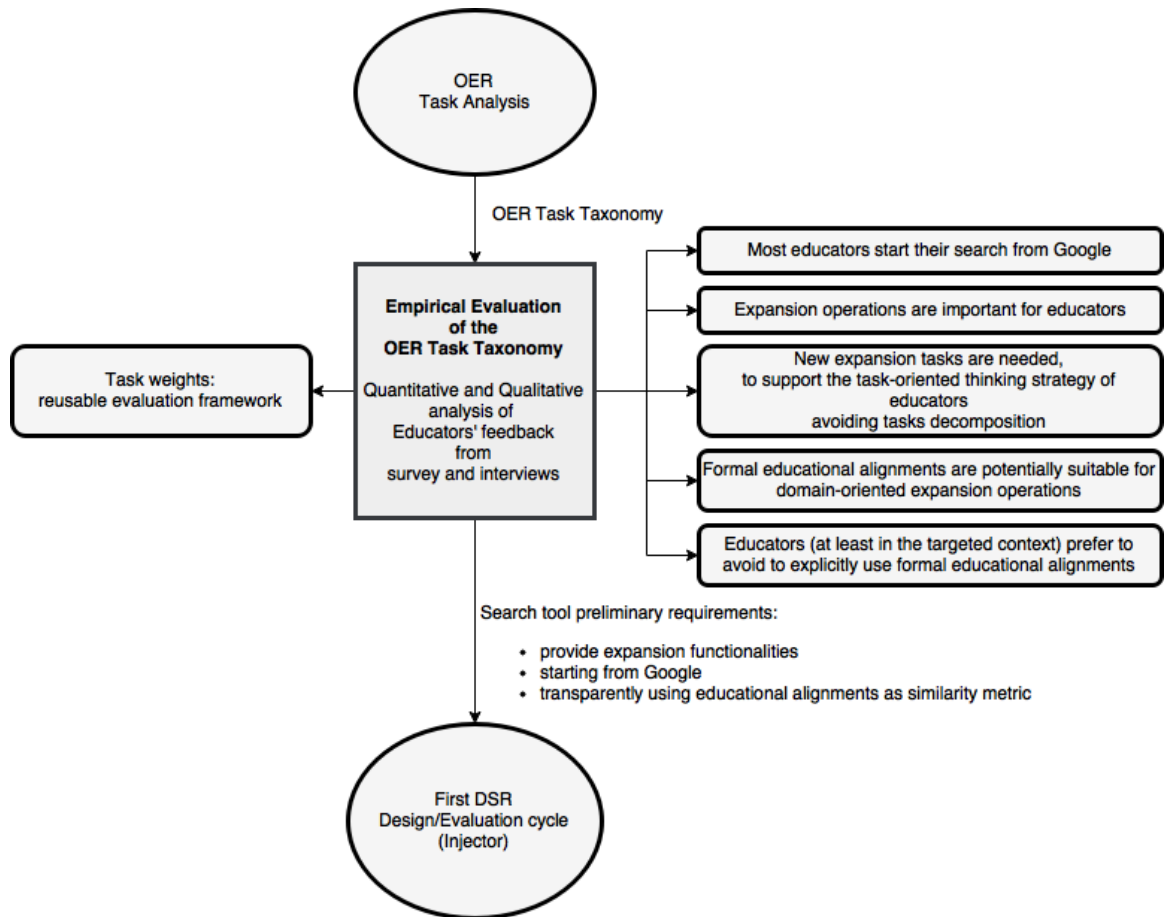 OER
Task Analysis
OER Task Taxonomy
Empirical Evaluation
of the
OER Task Taxonomy
Quantitative and Qualitative
analysis of
Educators' feedback
from
survey and interviews
Task weights:
reusable evaluation framework
Most educators start their search from Google
Expansion operations are important for educators
New expansion tasks are needed,
to support the task-oriented thinking strategy of
educators
avoiding tasks decomposition
Formal educational alignments are potentially suitable for
domain-oriented expansion operations
Educators (at least in the targeted context) prefer to
avoid to explicitly use formal educational alignments
Search tool preliminary requirements:
• provide expansion functionalities
• starting from Google
• transparently using educational alignments as similarity metric
First DSR
Design/Evaluation cycle
(Injector)